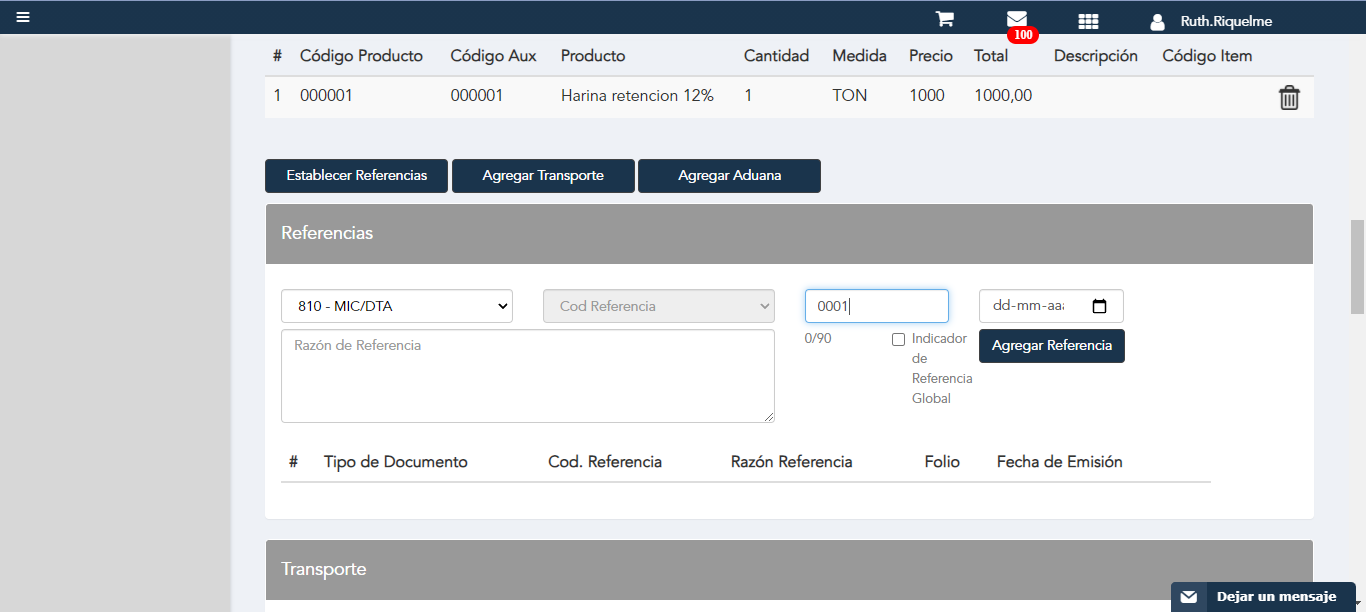 100
Ruth.Riquelme
# Código Producto Código Aux Producto Cantidad Medida Precio Total Descripción Código Item
1 000001 000001 Harina retencion 12% 1 TON 1000 1000,00
Establecer Referencias Agregar Transporte Agregar Aduana
Referencias
810 - MIC/DTA Cod Referencia 0001 dd-mm-aaa
Razón de Referencia 0/90 Indicador Agregar Referencia
de
Referencia
Global
# Tipo de Documento Cod. Referencia Razón Referencia Folio Fecha de Emisión
Transporte
Dejar un mensaje